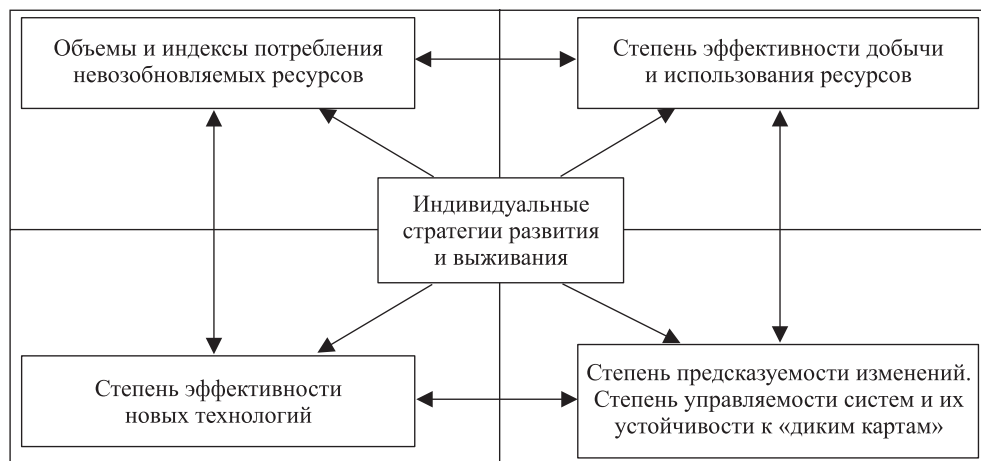 Объемы и индексы потребления
невозобновляемых ресурсов
Степень эффективности добычи
и использования ресурсов
Индивидуальные
стратегии развития
и выживания
Степень эффективности
новых технологий
Степень предсказуемости изменений.
Степень управляемости систем и их
устойчивости к «диким картам»